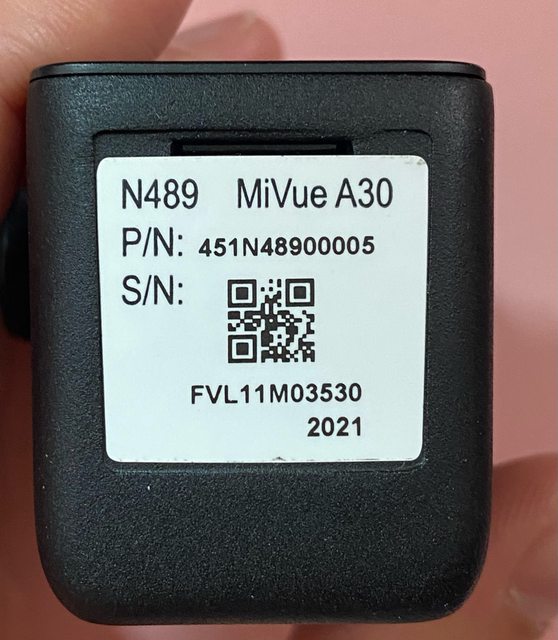 N489 MiVue A30
P/N: 451N48900005
S/N:
FVL11M03530
2021